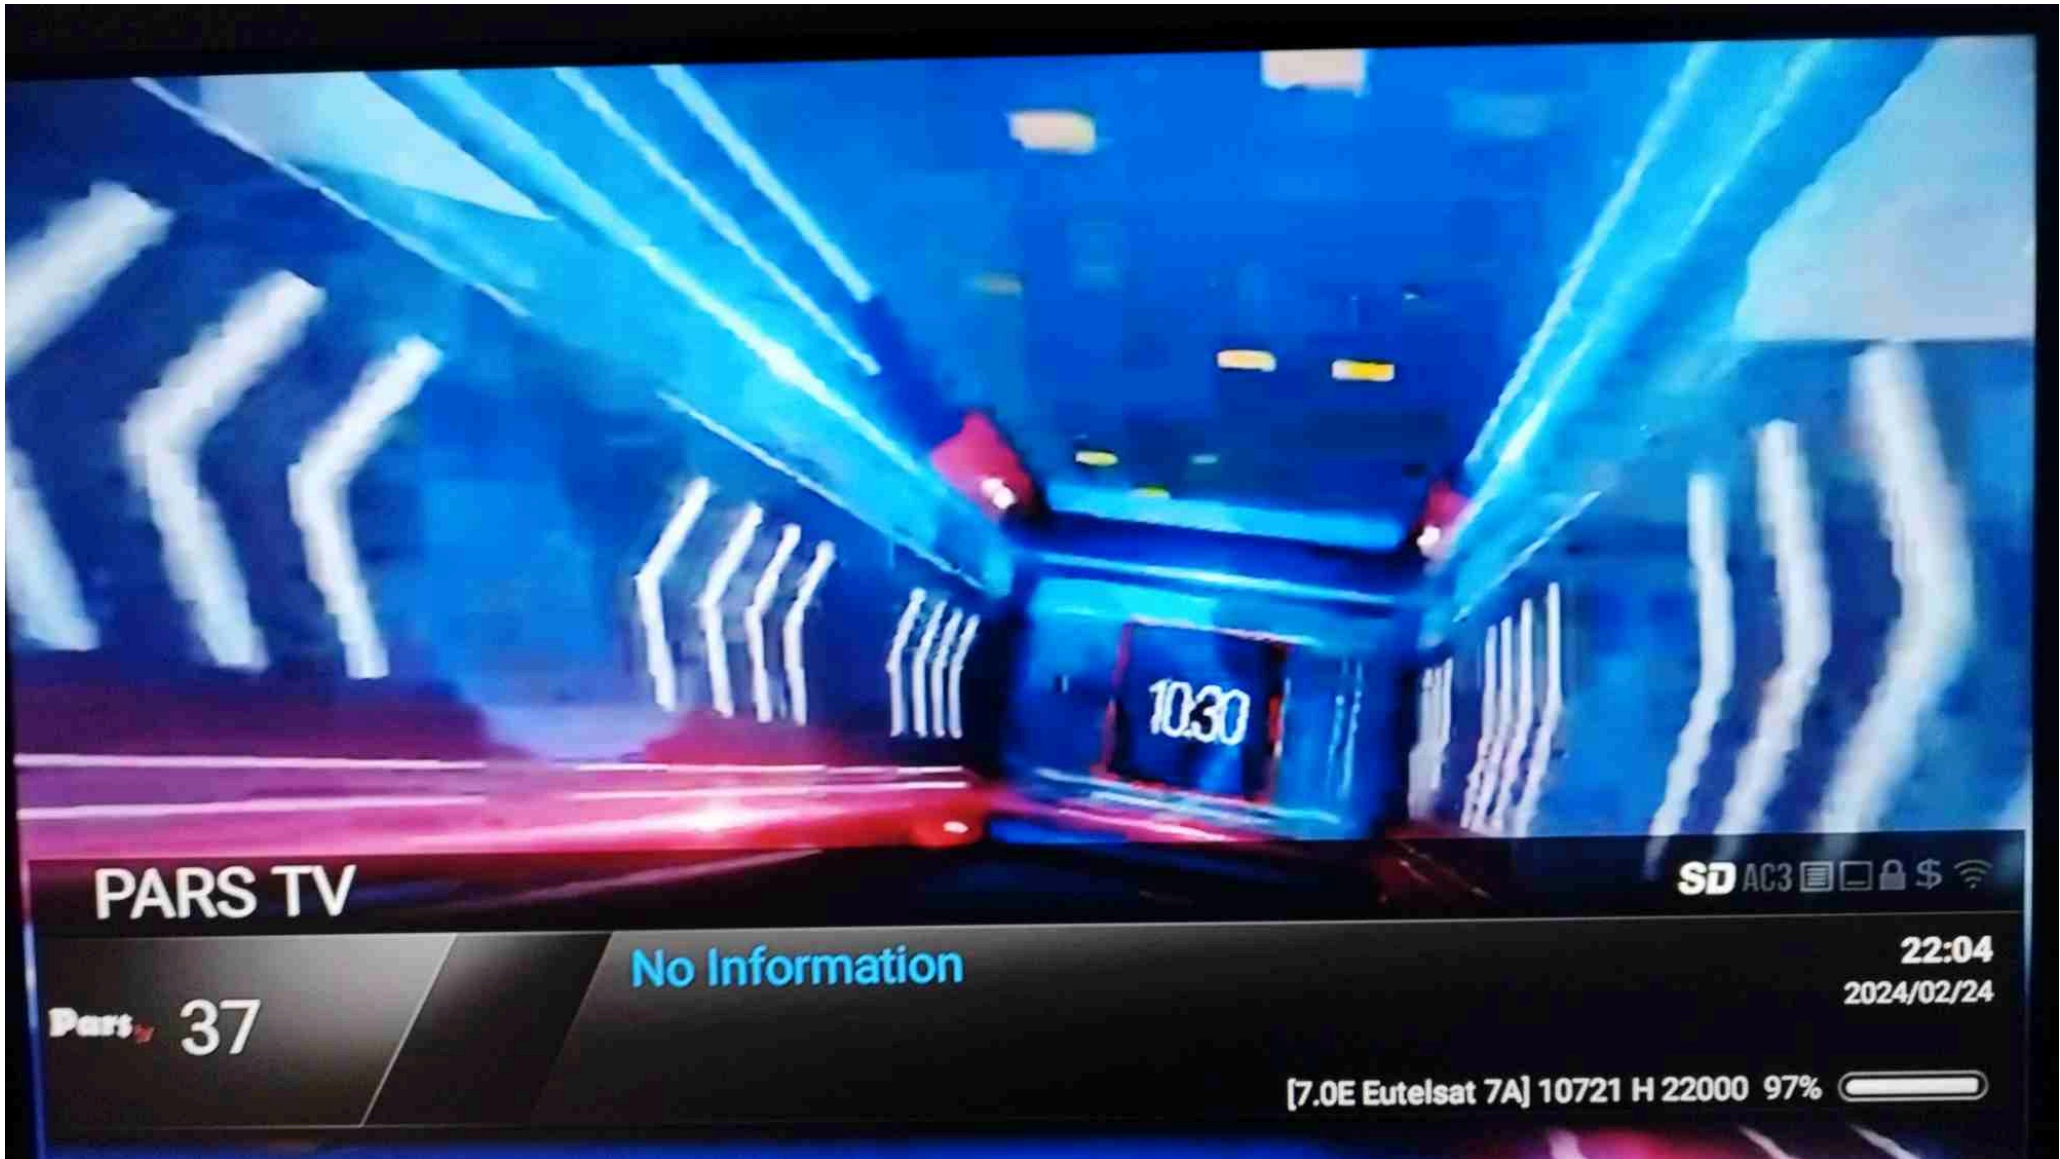 10:30
PARS TV
SD AC3 $
Pars 37
No Information
22:04
2024/02/24
[7.0E Eutelsat 7A] 10721 H 22000 97%